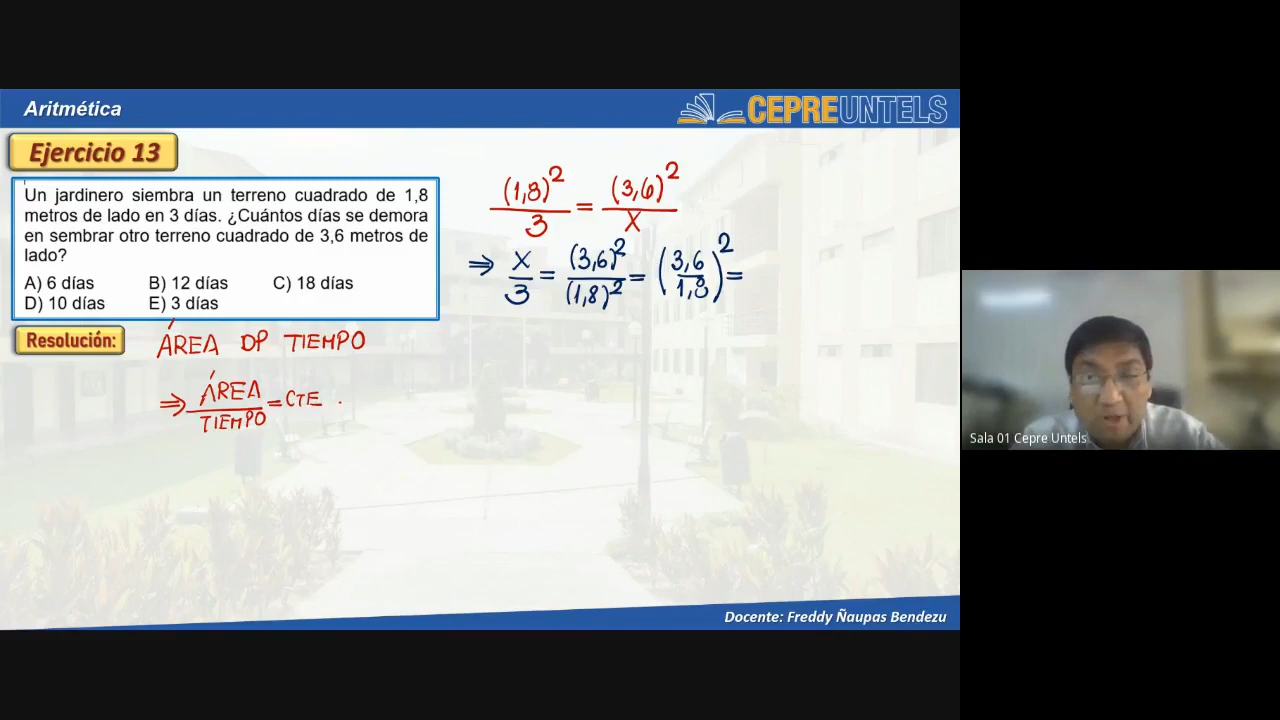 Aritmética
CEPREUNTELS
Ejercicio 13
Un jardinero siembra un terreno cuadrado de 1,8
metros de lado en 3 días. ¿Cuántos días se demora
en sembrar otro terreno cuadrado de 3,6 metros de
lado?
A) 6 días B) 12 días C) 18 días
D) 10 días E) 3 días
Resolución:
ÁREA DP TIEMPO
⇒ ÁREA/TIEMPO = CTE.
(1,8)²/3 = (3,6)²/X
⇒ X/3 = (3,6)²/(1,8)² = (3,6/1,8)² =
Sala 01 Cepre Untels
Docente: Freddy Ñaupas Bendezu